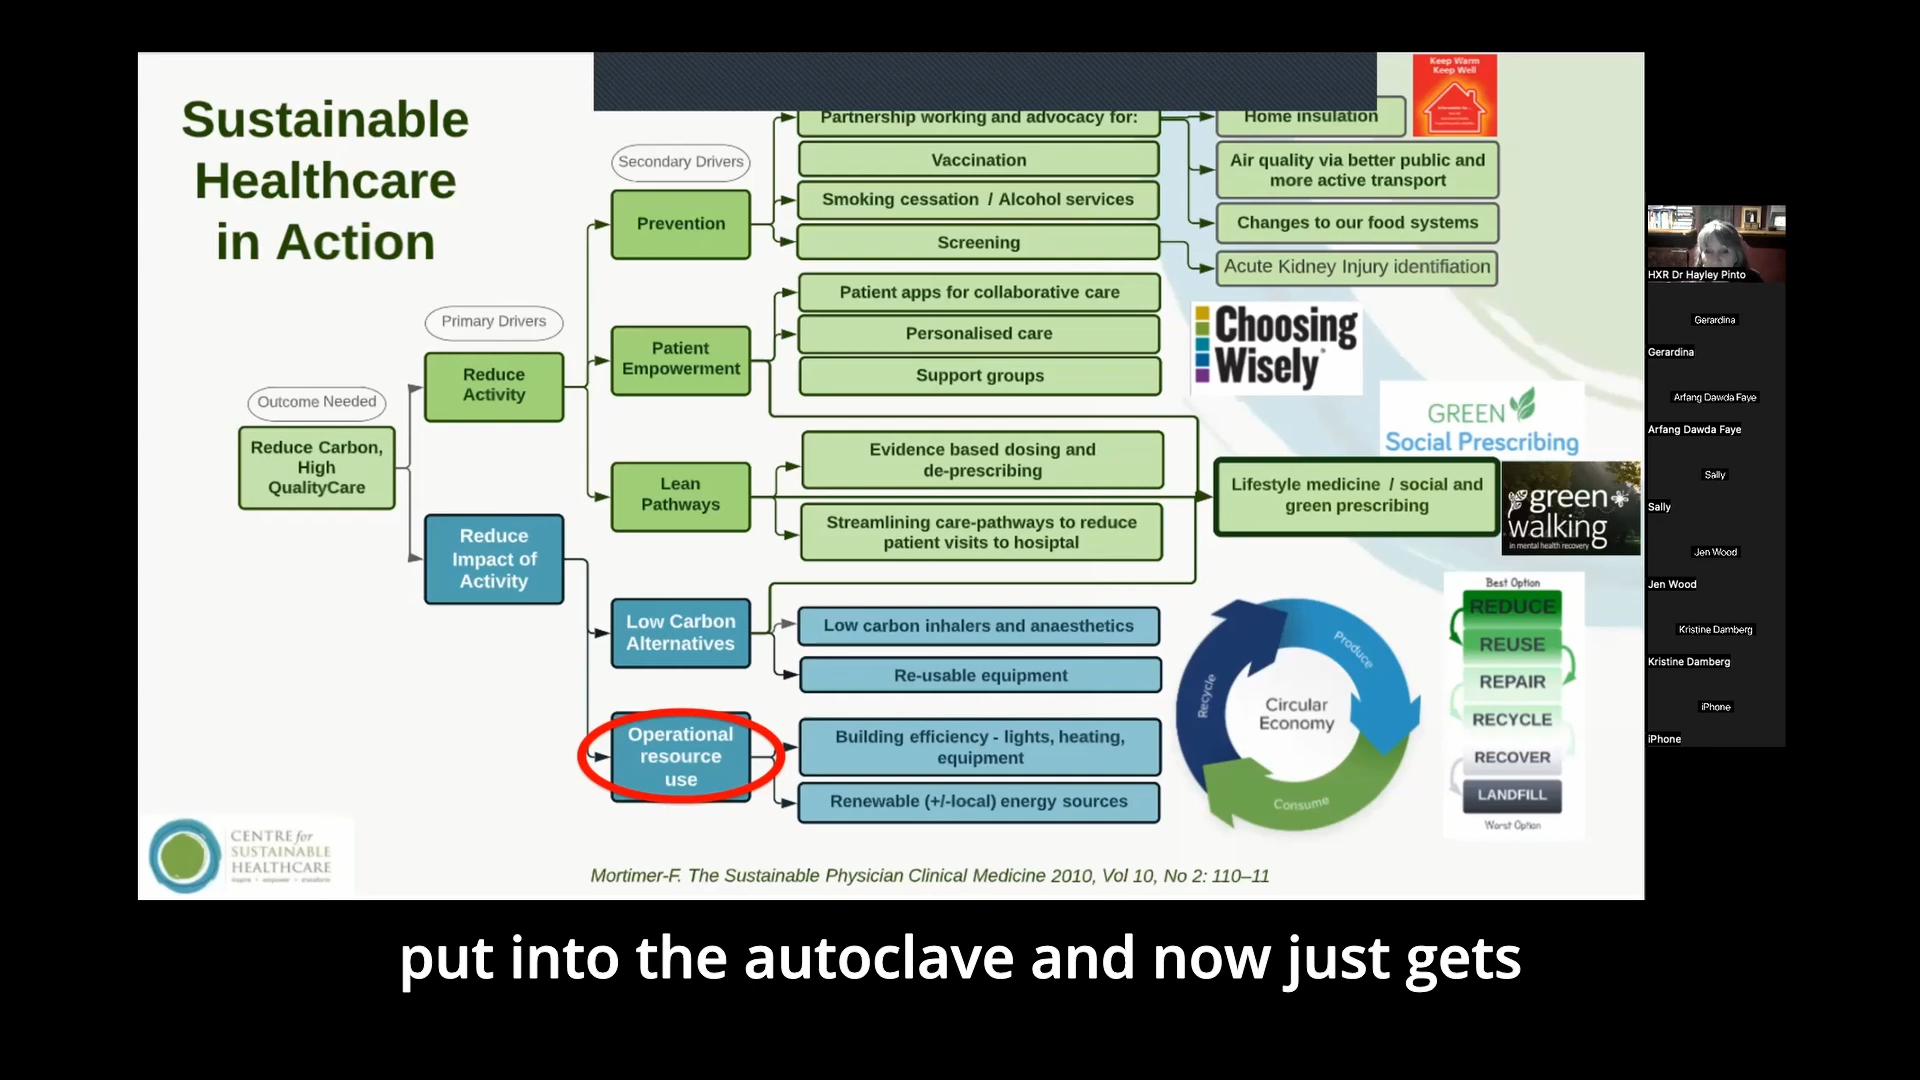 Sustainable
Healthcare
in Action
Outcome Needed
Reduce Carbon,
High
QualityCare
Primary Drivers
Reduce
Activity
Reduce
Impact of
Activity
Secondary Drivers
Prevention
Patient
Empowerment
Lean
Pathways
Low Carbon
Alternatives
Operational
resource
use
Partnership working and advocacy for:
Vaccination
Smoking cessation / Alcohol services
Screening
Patient apps for collaborative care
Personalised care
Support groups
Evidence based dosing and
de-prescribing
Streamlining care-pathways to reduce
patient visits to hosiptal
Low carbon inhalers and anaesthetics
Re-usable equipment
Building efficiency - lights, heating,
equipment
Renewable (+/-local) energy sources
Home insulation
Air quality via better public and
more active transport
Changes to our food systems
Acute Kidney Injury identifiation
Keep Warm
Keep Well
Choosing
Wisely
GREEN
Social Prescribing
Lifestyle medicine / social and
green prescribing
green
walking
in mental health recovery
Circular
Economy
Produce
Consume
Recycle
Best Option
REDUCE
REUSE
REPAIR
RECYCLE
RECOVER
LANDFILL
Worst Option
CENTRE for
SUSTAINABLE
HEALTHCARE
inspire • empower • transform
Mortimer-F. The Sustainable Physician Clinical Medicine 2010, Vol 10, No 2: 110–11
HXR Dr Hayley Pinto
Gerardina
Gerardina
Arfang Dawda Faye
Arfang Dawda Faye
Sally
Sally
Jen Wood
Jen Wood
Kristine Damberg
Kristine Damberg
iPhone
iPhone
put into the autoclave and now just gets